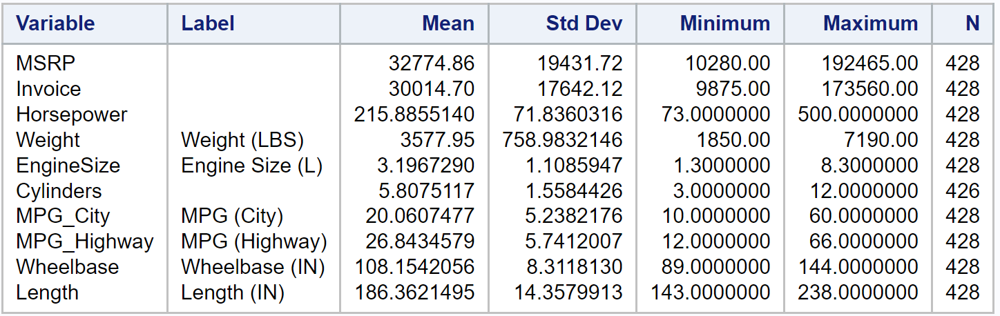 Variable Label Mean Std Dev Minimum Maximum N
MSRP 32774.86 19431.72 10280.00 192465.00 428
Invoice 30014.70 17642.12 9875.00 173560.00 428
Horsepower 215.8855140 71.8360316 73.0000000 500.0000000 428
Weight Weight (LBS) 3577.95 758.9832146 1850.00 7190.00 428
EngineSize Engine Size (L) 3.1967290 1.1085947 1.3000000 8.3000000 428
Cylinders 5.8075117 1.5584426 3.0000000 12.0000000 426
MPG_City MPG (City) 20.0607477 5.2382176 10.0000000 60.0000000 428
MPG_Highway MPG (Highway) 26.8434579 5.7412007 12.0000000 66.0000000 428
Wheelbase Wheelbase (IN) 108.1542056 8.3118130 89.0000000 144.0000000 428
Length Length (IN) 186.3621495 14.3579913 143.0000000 238.0000000 428